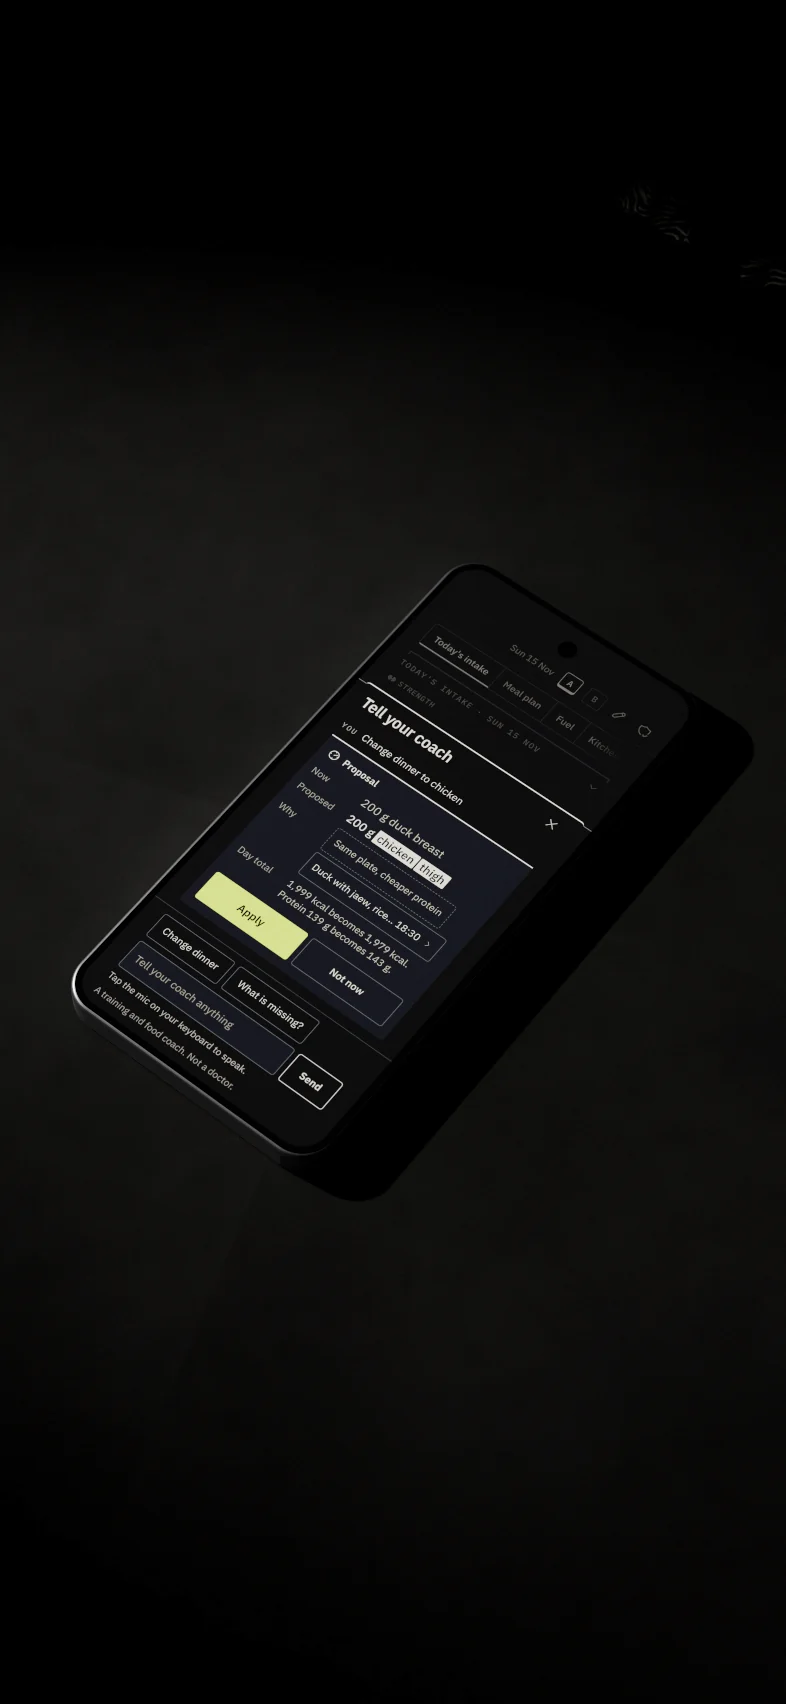 Sun 15 Nov A B
Today's intake Meal plan Fuel Kitche
TODAY'S INTAKE - SUN 15 NOV
STRENGTH
Tell your coach
YOU Change dinner to chicken
Proposal
Now 200 g duck breast
Proposed 200 g chicken thigh
Why Same plate, cheaper protein
Duck with jaew, rice... 18:30
Day total 1,999 kcal becomes 1,979 kcal.
Protein 139 g becomes 143 g.
Apply Not now
Change dinner What is missing?
Tell your coach anything Send
Tap the mic on your keyboard to speak.
A training and food coach. Not a doctor.